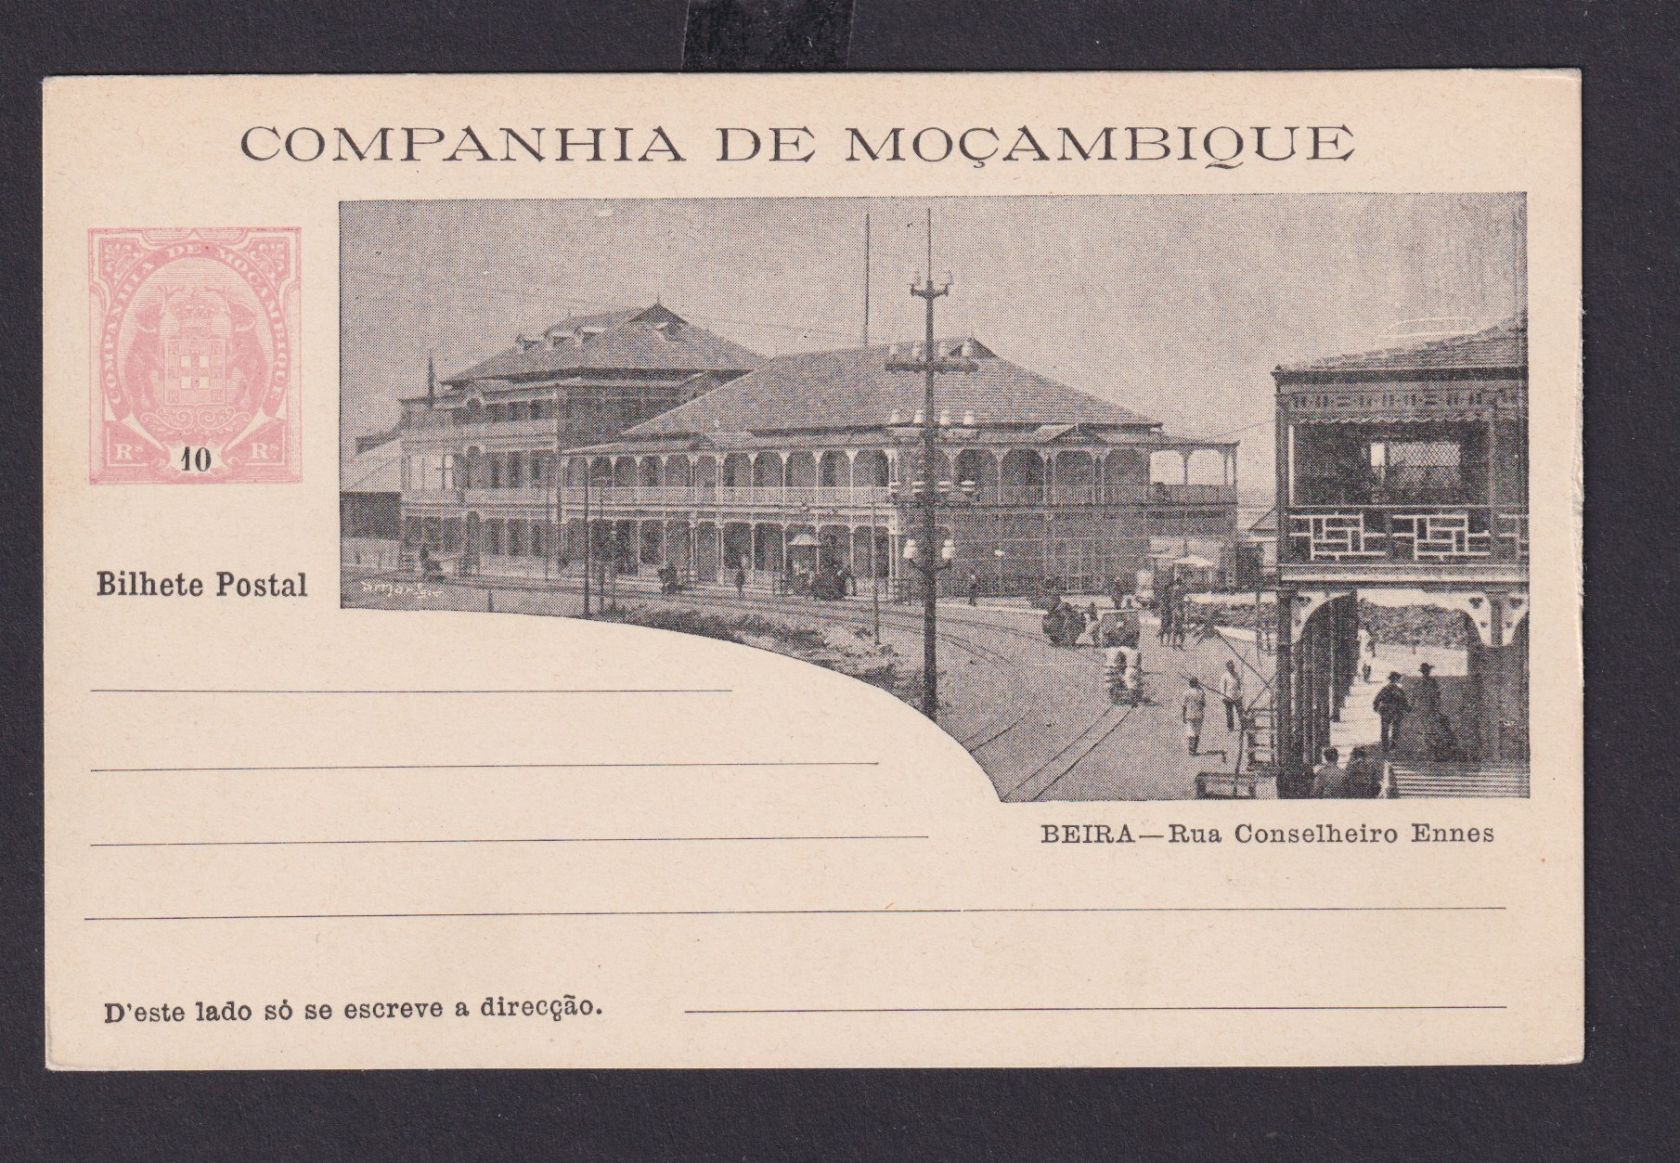 COMPANHIA DE MOÇAMBIQUE
COMPANHIA DE MOÇAMBIQUE
Rs 10 Rs
Bilhete Postal
BEIRA—Rua Conselheiro Ennes
D'este lado só se escreve a direcção.